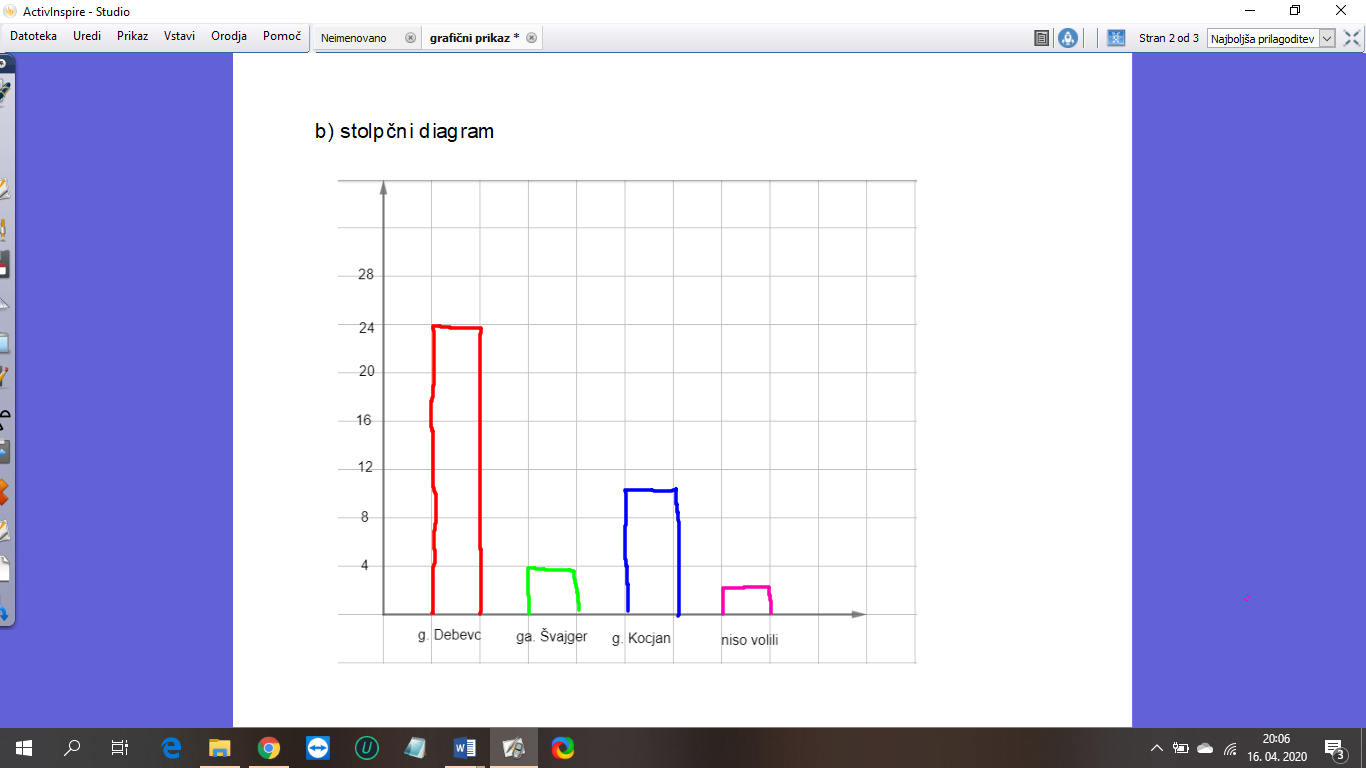 ActivInspire - Studio
Datoteka Uredi Prikaz Vstavi Orodja Pomoč
Neimenovano
grafični prikaz *
Stran 2 od 3
Najboljša prilagoditev
b) stolpčni diagram
28
24
20
16
12
8
4
g. Debevc ga. Švajger g. Kocjan niso volili
20:06
16. 04. 2020
3